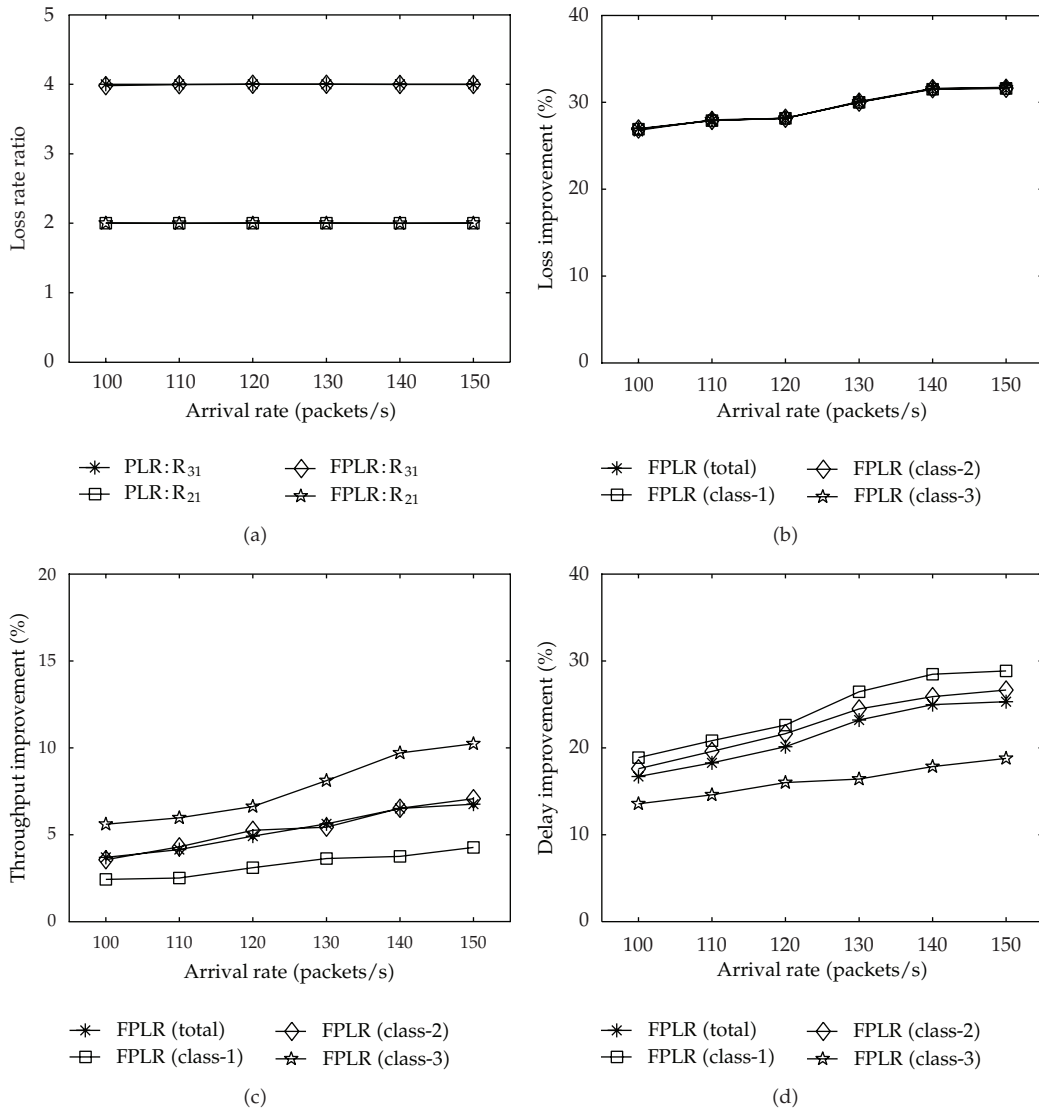 5
4
3
2
1
0
Loss rate ratio
100 110 120 130 140 150
Arrival rate (packets/s)
PLR:R31
PLR:R21
FPLR:R31
FPLR:R21
(a)
40
30
20
10
0
Loss improvement (%)
100 110 120 130 140 150
Arrival rate (packets/s)
FPLR (total)
FPLR (class-1)
FPLR (class-2)
FPLR (class-3)
(b)
20
15
10
5
0
Throughput improvement (%)
100 110 120 130 140 150
Arrival rate (packets/s)
FPLR (total)
FPLR (class-1)
FPLR (class-2)
FPLR (class-3)
(c)
40
30
20
10
0
Delay improvement (%)
100 110 120 130 140 150
Arrival rate (packets/s)
FPLR (total)
FPLR (class-1)
FPLR (class-2)
FPLR (class-3)
(d)